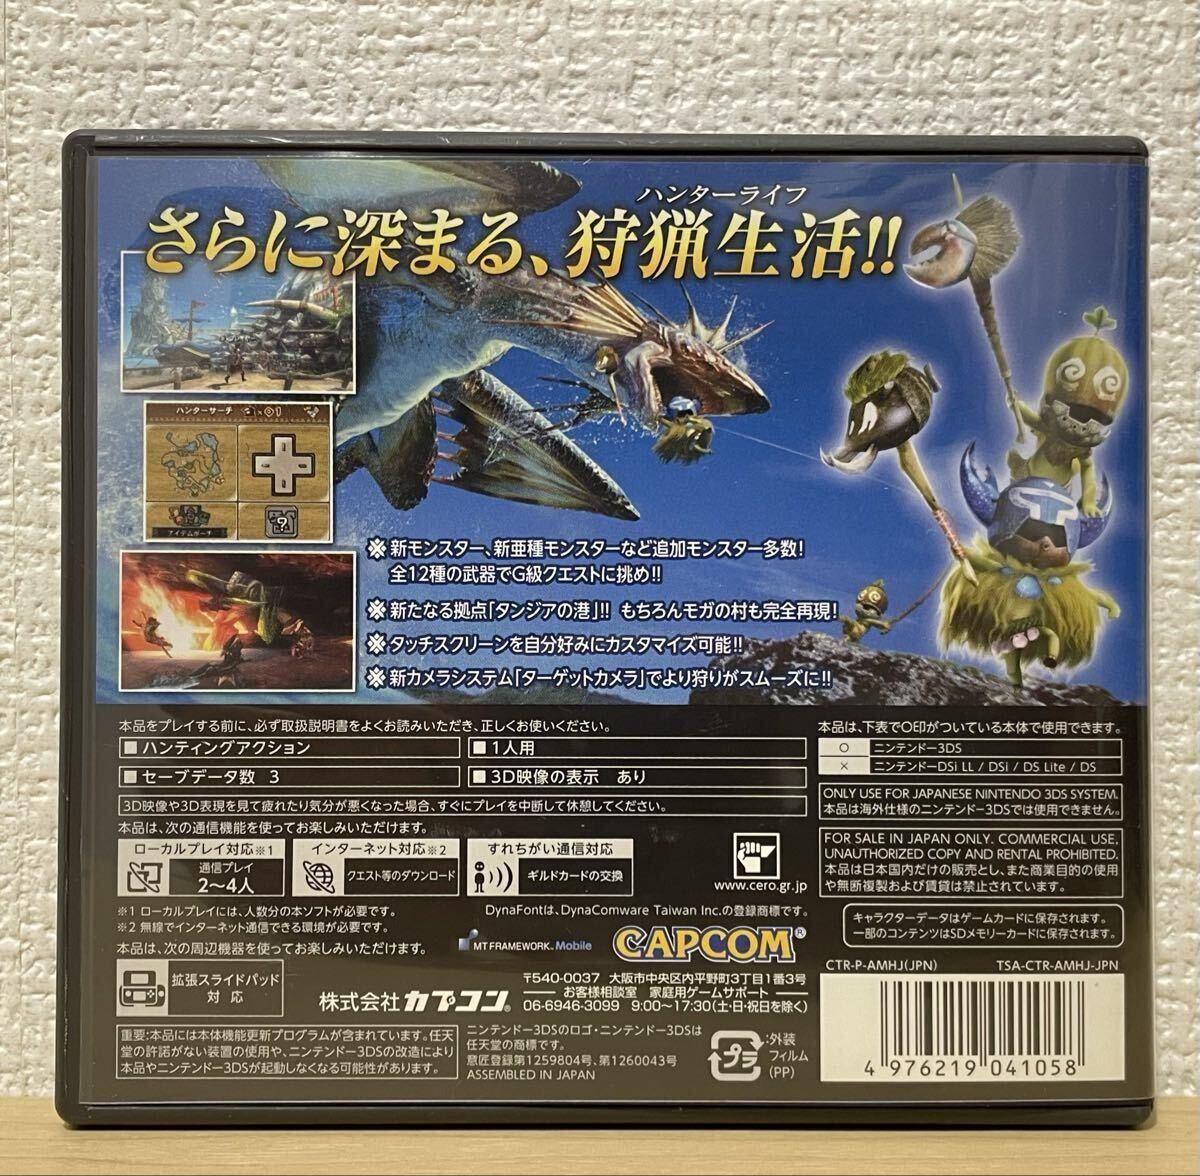 ハンターライフ
さらに深まる、狩猟生活!!
ハンターサーチ
×◎1
アイテムポーチ
※ 新モンスター、新亜種モンスターなど追加モンスター多数!
全12種の武器でG級クエストに挑め!!
※ 新たなる拠点「タンジアの港」!! もちろんモガの村も完全再現!
※ タッチスクリーンを自分好みにカスタマイズ可能!!
※ 新カメラシステム「ターゲットカメラ」でより狩りがスムーズに!!
本品をプレイする前に、必ず取扱説明書をよくお読みいただき、正しくお使いください。
■ハンティングアクション
■1人用
■セーブデータ数 3
■3D映像の表示 あり
3D映像や3D表現を見て疲れたり気分が悪くなった場合、すぐにプレイを中断して休憩してください。
本品は、次の通信機能を使ってお楽しみいただけます。
ローカルプレイ対応※1
通信プレイ
2〜4人
インターネット対応※2
クエスト等のダウンロード
すれちがい通信対応
ギルドカードの交換
※1 ローカルプレイには、人数分の本ソフトが必要です。
※2 無線でインターネット通信できる環境が必要です。
本品は、次の周辺機器を使ってお楽しみいただけます。
拡張スライドパッド
対応
重要:本品には本体機能更新プログラムが含まれています。任天
堂の許諾がない装置の使用や、ニンテンドー3DSの改造により
本品やニンテンドー3DSが起動しなくなる可能性があります。
www.cero.gr.jp
DynaFontは、DynaComware Taiwan Inc.の登録商標です。
MT FRAMEWORK Mobile
CAPCOM®
株式会社カプコン®
〒540-0037 大阪市中央区内平野町3丁目1番3号
お客様相談室 家庭用ゲームサポート
06-6946-3099 9:00〜17:30(土・日・祝日を除く)
ニンテンドー3DSのロゴ・ニンテンドー3DSは
任天堂の商標です。
意匠登録第1259804号、第1260043号
ASSEMBLED IN JAPAN
プラ
:外装
フィルム
(PP)
本品は、下表で○印がついている本体で使用できます。
○ ニンテンドー3DS
× ニンテンドーDSi LL / DSi / DS Lite / DS
ONLY USE FOR JAPANESE NINTENDO 3DS SYSTEM.
本品は海外仕様のニンテンドー3DSでは使用できません。
FOR SALE IN JAPAN ONLY. COMMERCIAL USE,
UNAUTHORIZED COPY AND RENTAL PROHIBITED.
本品は日本国内だけの販売とし、また商業目的の使用
や無断複製および賃貸は禁止されています。
キャラクターデータはゲームカードに保存されます。
一部のコンテンツはSDメモリーカードに保存されます。
CTR-P-AMHJ(JPN)
TSA-CTR-AMHJ-JPN
4 976219 041058